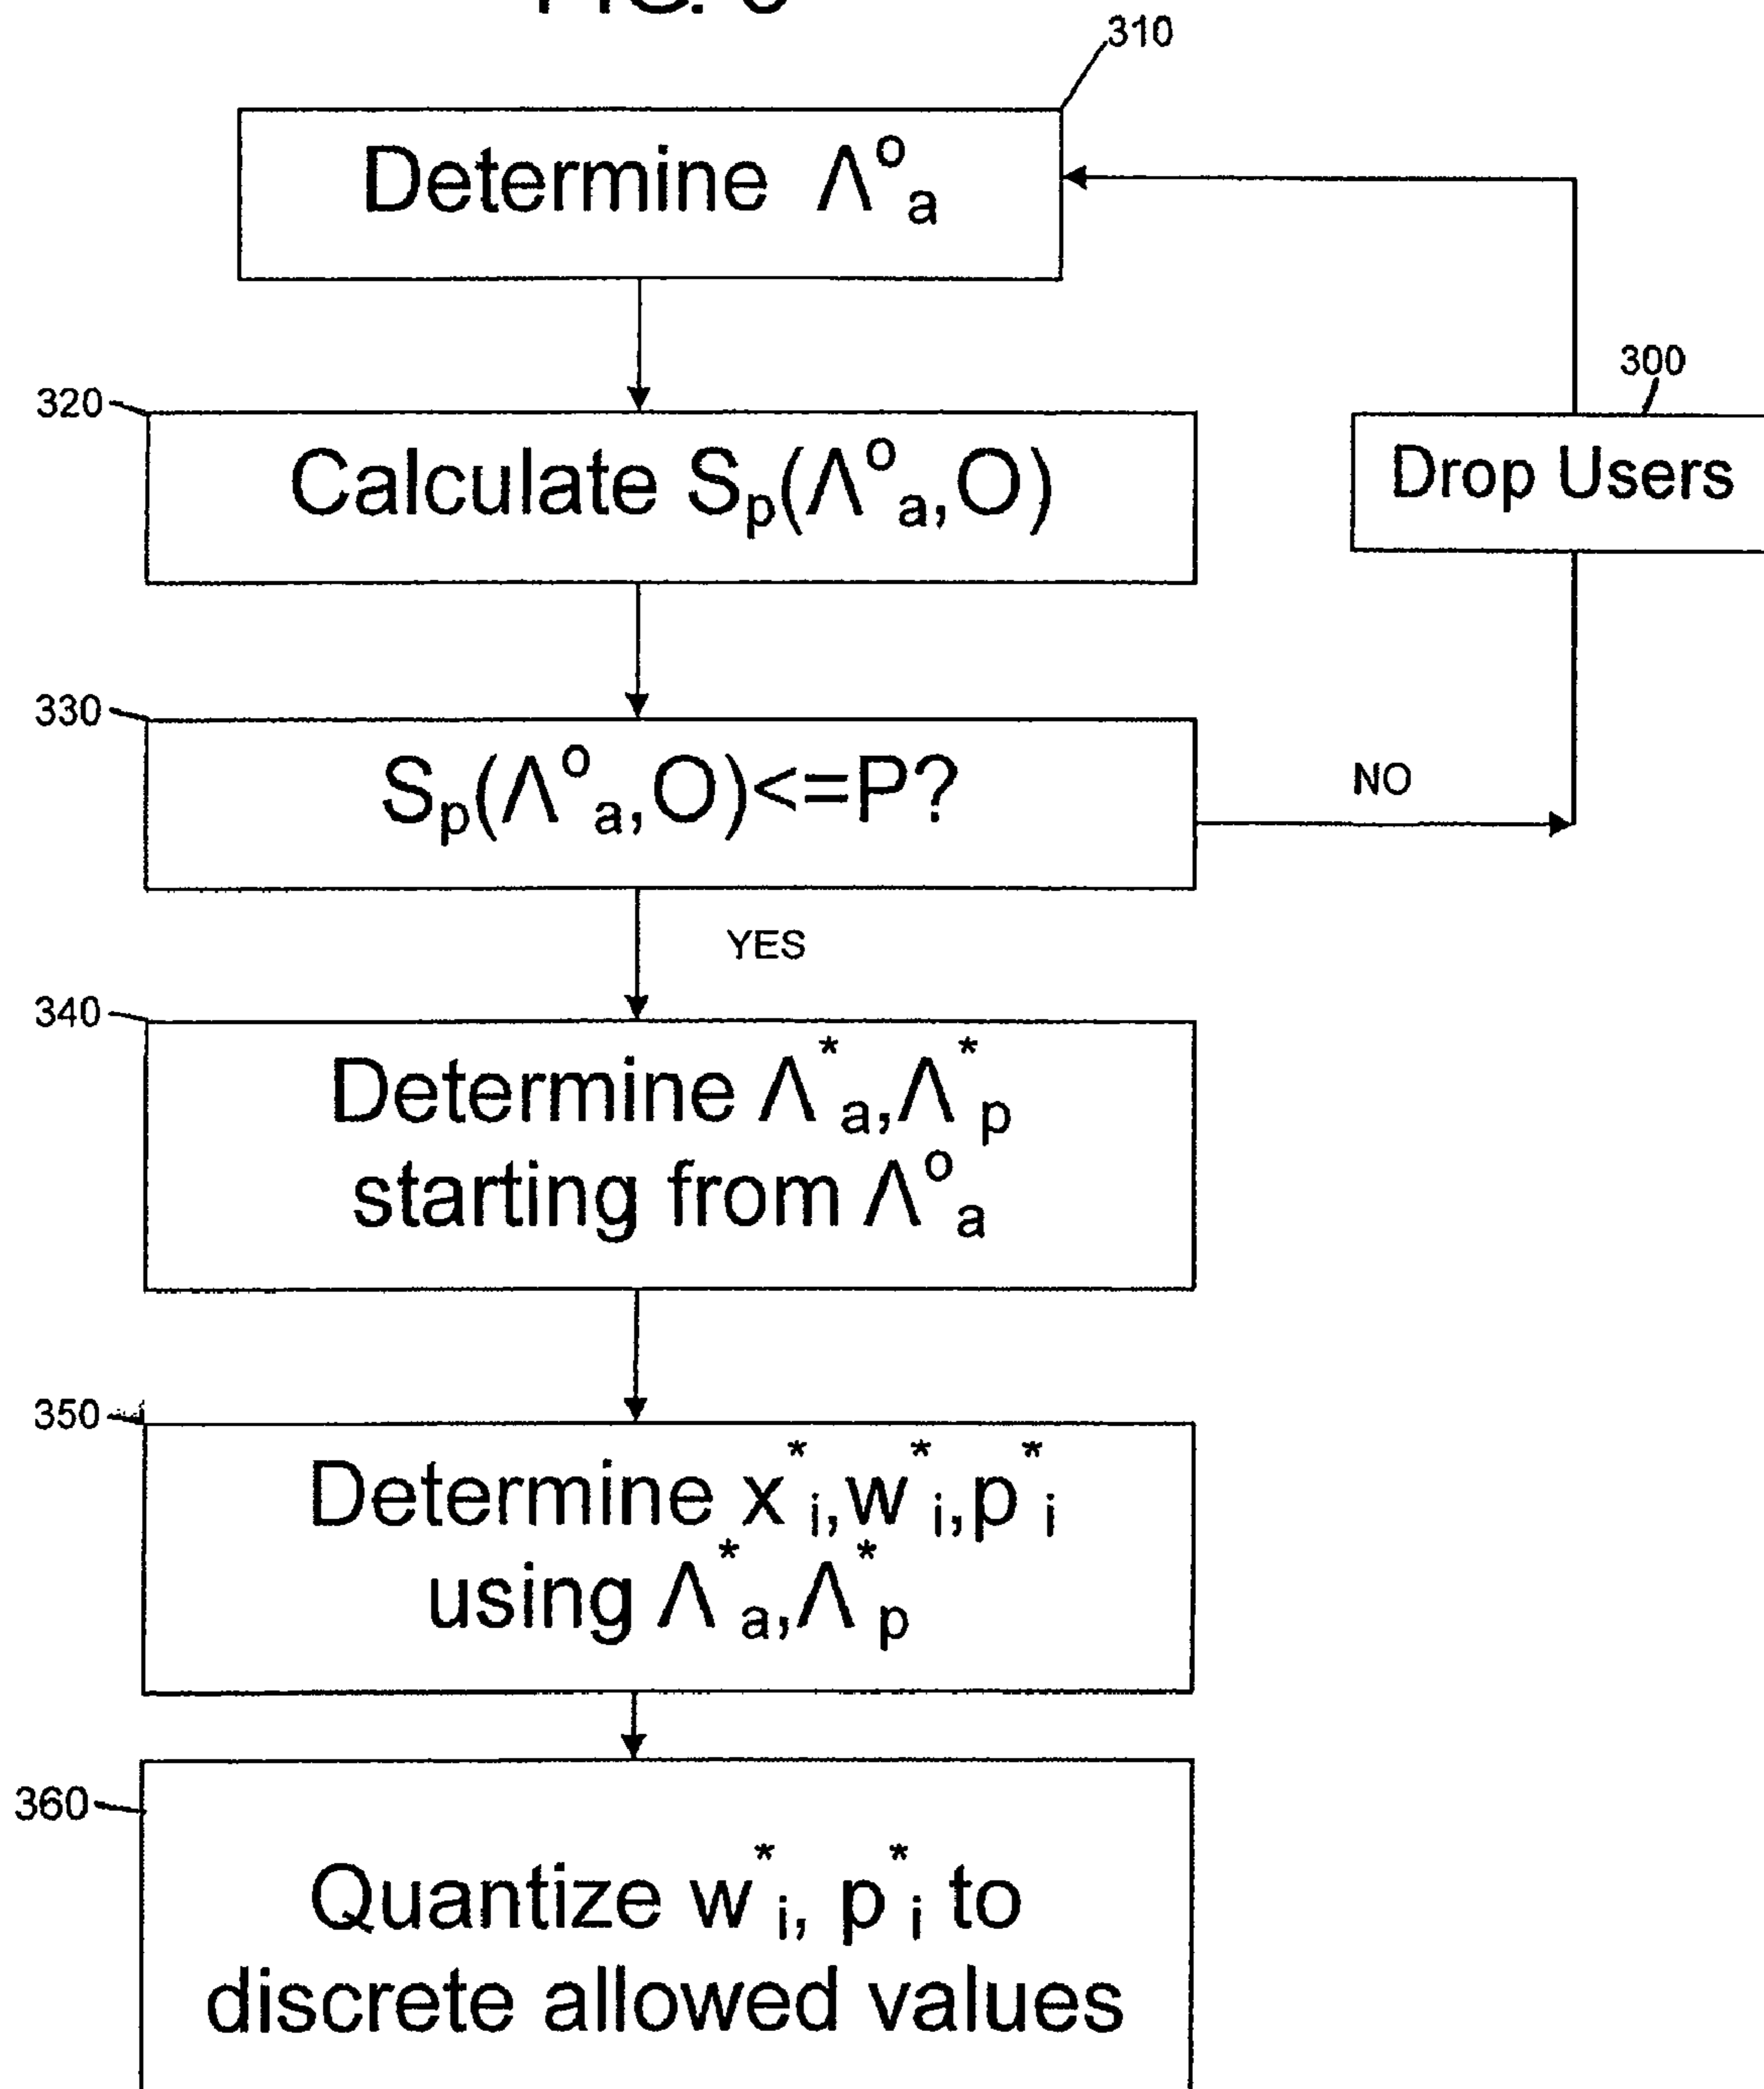 310
Determine Λ°ₐ
300
320
Calculate Sₚ(Λ°ₐ,O)
Drop Users
330
Sₚ(Λ°ₐ,O)<=P?
NO
YES
340
Determine Λ*ₐ,Λ*ₚ
starting from Λ°ₐ
350
Determine x*ᵢ,w*ᵢ,p*ᵢ
using Λ*ₐ,Λ*ₚ
360
Quantize w*ᵢ, p*ᵢ to
discrete allowed values